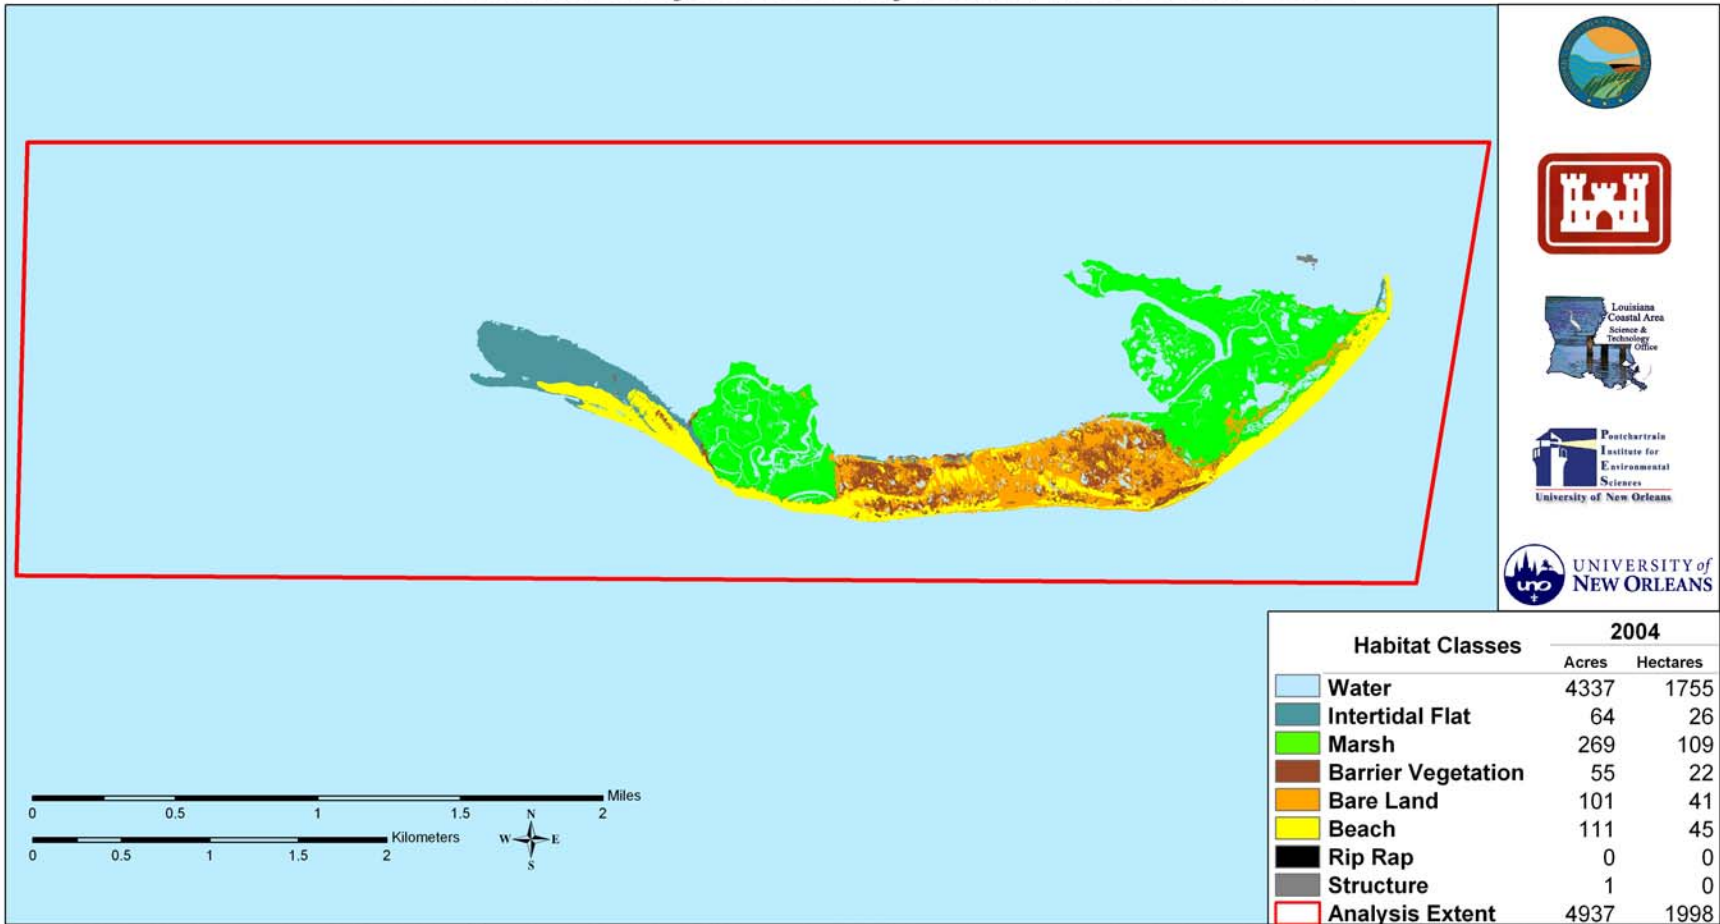 Louisiana
Coastal Area
Science &
Technology
Office
Pontchartrain
Institute for
Environmental
Sciences
University of New Orleans
uno
UNIVERSITY of
NEW ORLEANS
Habitat Classes 2004
Acres Hectares
Water 4337 1755
Intertidal Flat 64 26
Marsh 269 109
Barrier Vegetation 55 22
Bare Land 101 41
Beach 111 45
Rip Rap 0 0
Structure 1 0
Analysis Extent 4937 1998
Miles
0 0.5 1 1.5 2
Kilometers
0 0.5 1 1.5 2
N
W E
S